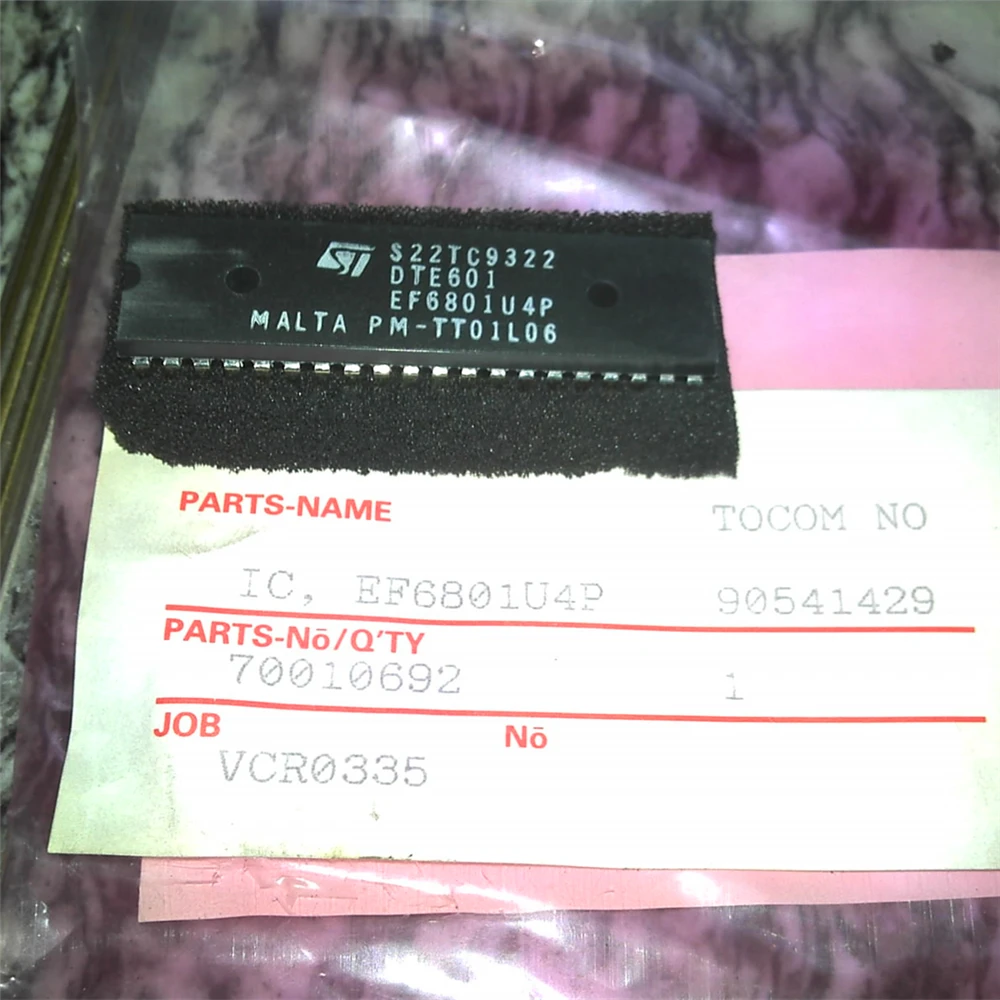 ST S22TC9322
DTE601
EF6801U4P
MALTA PM-TT01L06
PARTS-NAME TOCOM NO
IC, EF6801U4P 90541429
PARTS-Nō/Q'TY
70010692 1
JOB Nō
VCR0335